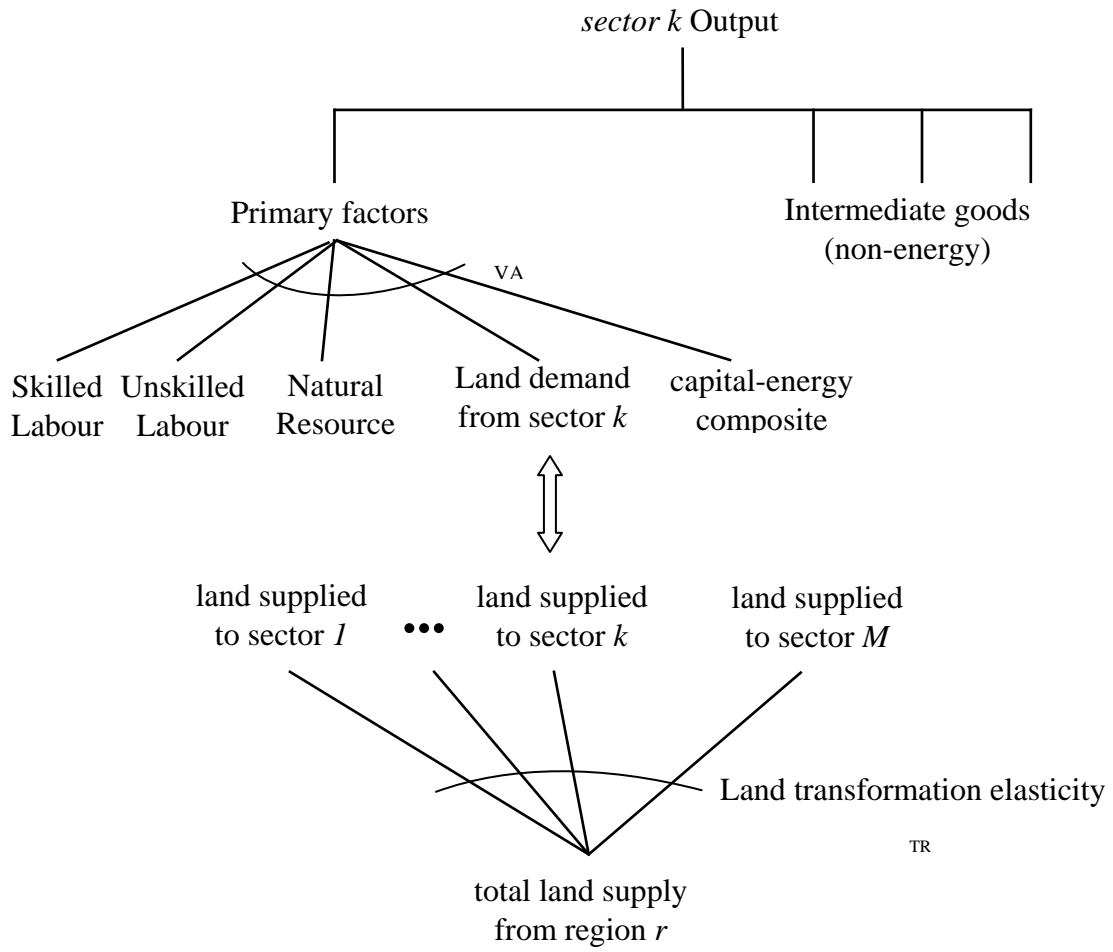 sector k Output
Primary factors
Intermediate goods
(non-energy)
VA
Skilled
Labour
Unskilled
Labour
Natural
Resource
Land demand
from sector k
capital-energy
composite
land supplied
to sector 1
•••
land supplied
to sector k
land supplied
to sector M
Land transformation elasticity
TR
total land supply
from region r